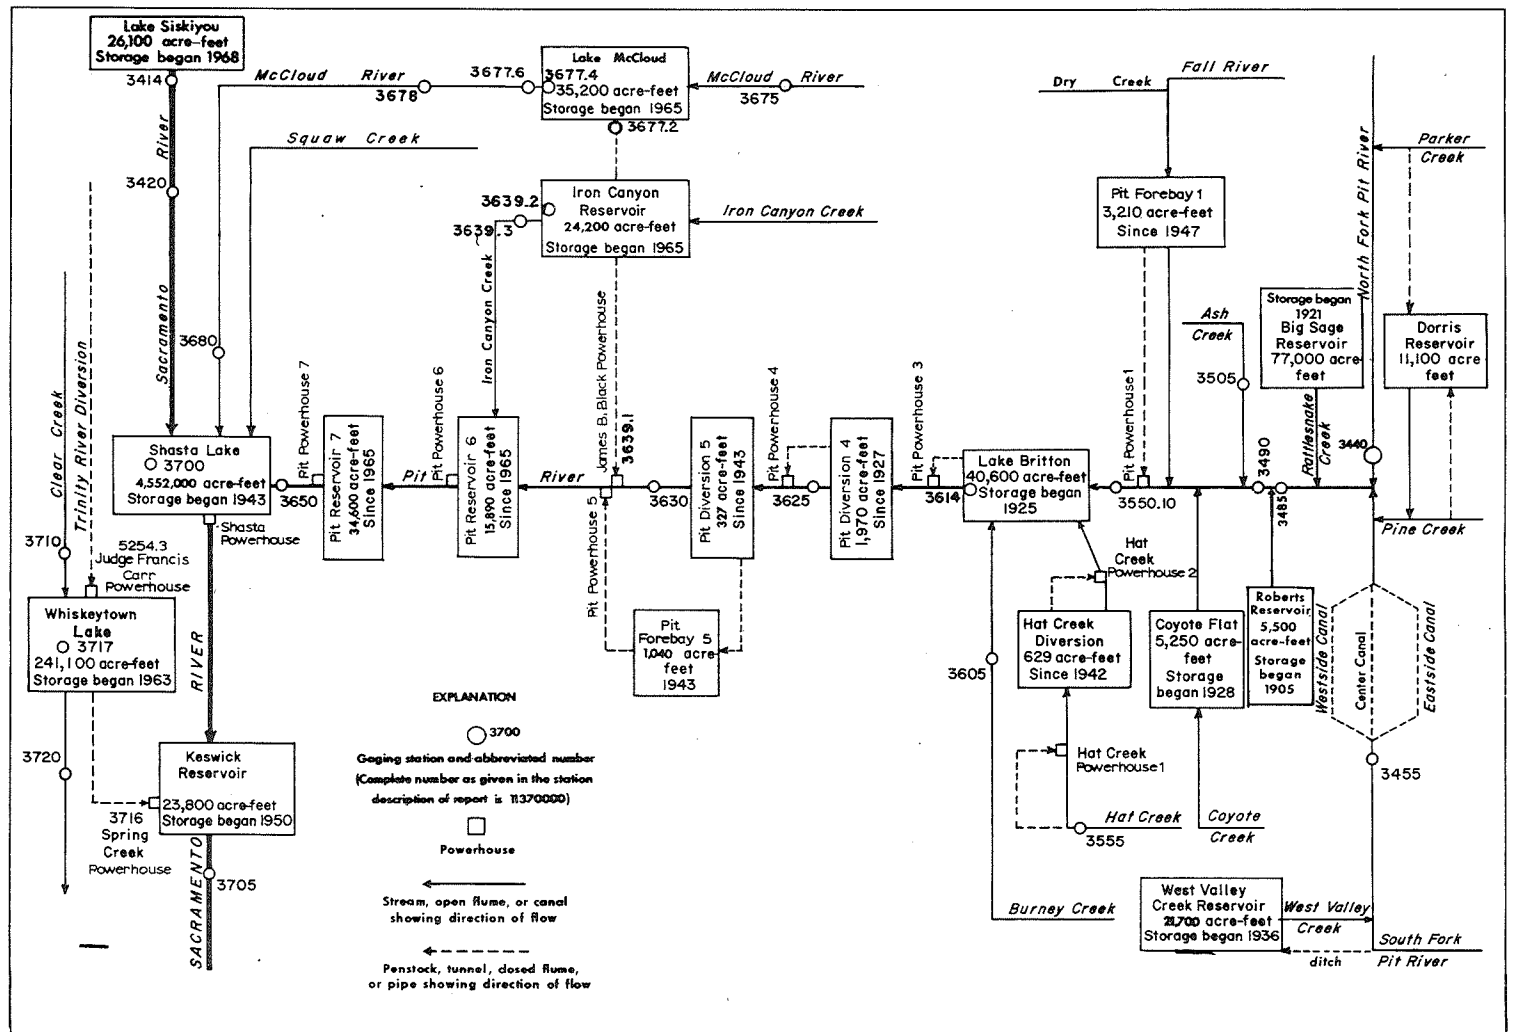 Lake Siskiyou
26,100 acre-feet
Storage began 1968
3414
River
3420
Sacramento
McCloud River
3678
3677.6
Lake McCloud
3677.4
35,200 acre-feet
Storage began 1965
3677.2
McCloud River
3675
Squaw Creek
Iron Canyon
Reservoir
24,200 acre-feet
Storage began 1965
3639.2
3639.3
Iron Canyon Creek
Iron Canyon Creek
James B. Black Powerhouse
3639.1
Dry Creek
Fall River
Pit Forebay 1
3,210 acre-feet
Since 1947
North Fork Pit River
Parker
Creek
Ash
Creek
3505
Storage began
1921
Big Sage
Reservoir
77,000 acre-
feet
Rattlesnake
Creek
Dorris
Reservoir
11,100 acre
feet
3440
3680
Clear Creek
Trinity River Diversion
3710
Shasta Lake
3700
4,552,000 acre-feet
Storage began 1943
Shasta
Powerhouse
3650
Pit Powerhouse 7
Pit Reservoir 7
34,600 acre-feet
Since 1965
Pit River
Pit Powerhouse 6
Pit Reservoir 6
15,890 acre-feet
Since 1965
Pit Powerhouse 5
3630
Pit Diversion 5
327 acre-feet
Since 1943
Pit Powerhouse 4
3625
Pit Diversion 4
1,970 acre-feet
Since 1927
Pit Powerhouse 3
3614
Lake Britton
40,600 acre-feet
Storage began
1925
Pit Powerhouse 1
3550.10
3490
3485
Pine Creek
5254.3
Judge Francis
Carr
Powerhouse
Whiskeytown
Lake
3717
241,100 acre-feet
Storage began 1963
3720
3716
Spring
Creek
Powerhouse
RIVER
Keswick
Reservoir
23,800 acre-feet
Storage began 1950
3705
SACRAMENTO
Pit
Forebay 5
1,040 acre-
feet
1943
Hat
Creek
Powerhouse 2
Hat Creek
Diversion
629 acre-feet
Since 1942
3605
Hat Creek
Powerhouse 1
Hat Creek
3555
Burney Creek
Coyote Flat
5,250 acre-
feet
Storage
began 1928
Coyote
Creek
Roberts
Reservoir
5,500
acre-feet
Storage
began
1905
Westside Canal
Center Canal
Eastside Canal
3455
West Valley
Creek Reservoir
acre-feet
Storage began 1936
West Valley
Creek
South Fork
Pit River
ditch
EXPLANATION
3700
Gaging station and abbreviated number
(Complete number as given in the station
description of report is 11370000)
Powerhouse
Stream, open flume, or canal
showing direction of flow
Penstock, tunnel, closed flume,
or pipe showing direction of flow